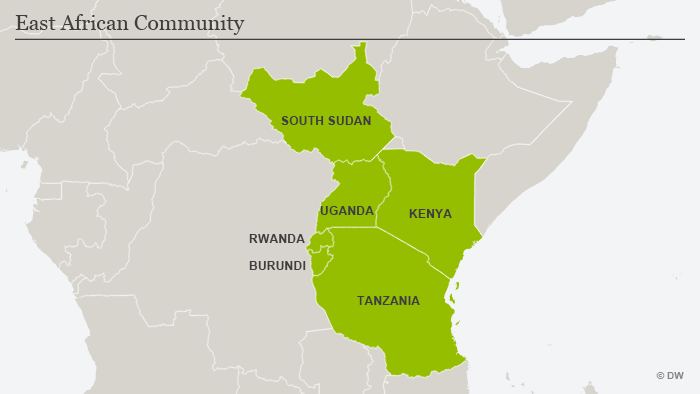 East African Community
SOUTH SUDAN
UGANDA
KENYA
RWANDA
BURUNDI
TANZANIA
© DW